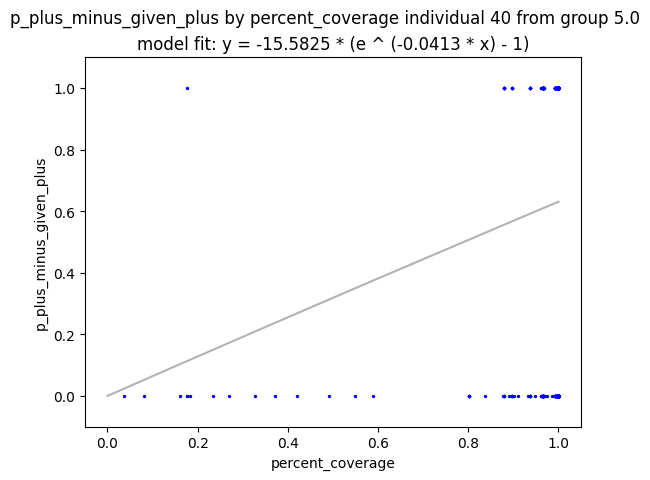 p_plus_minus_given_plus by percent_coverage individual 40 from group 5.0
model fit: y = -15.5825 * (e ^ (-0.0413 * x) - 1)
1.0
0.8
0.6
0.4
0.2
0.0
p_plus_minus_given_plus
0.0 0.2 0.4 0.6 0.8 1.0
percent_coverage